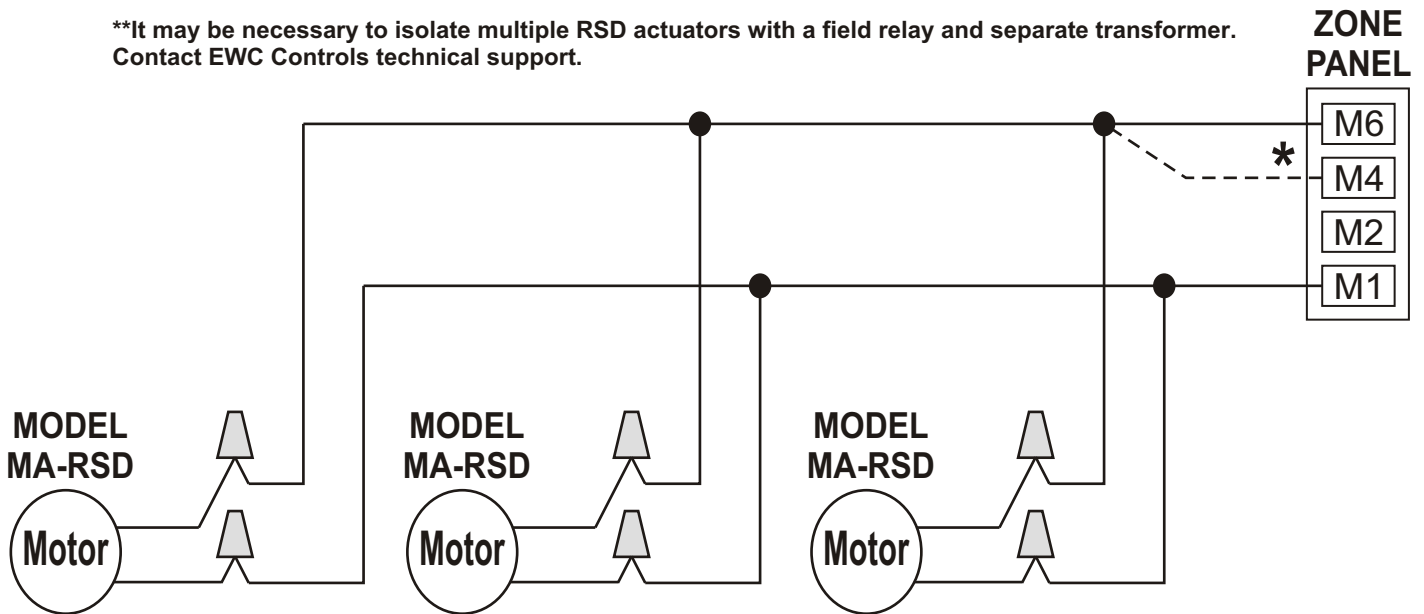 **It may be necessary to isolate multiple RSD actuators with a field relay and separate transformer.
Contact EWC Controls technical support.
ZONE
PANEL
M6
*
M4
M2
M1
MODEL
MA-RSD
Motor
MODEL
MA-RSD
Motor
MODEL
MA-RSD
Motor